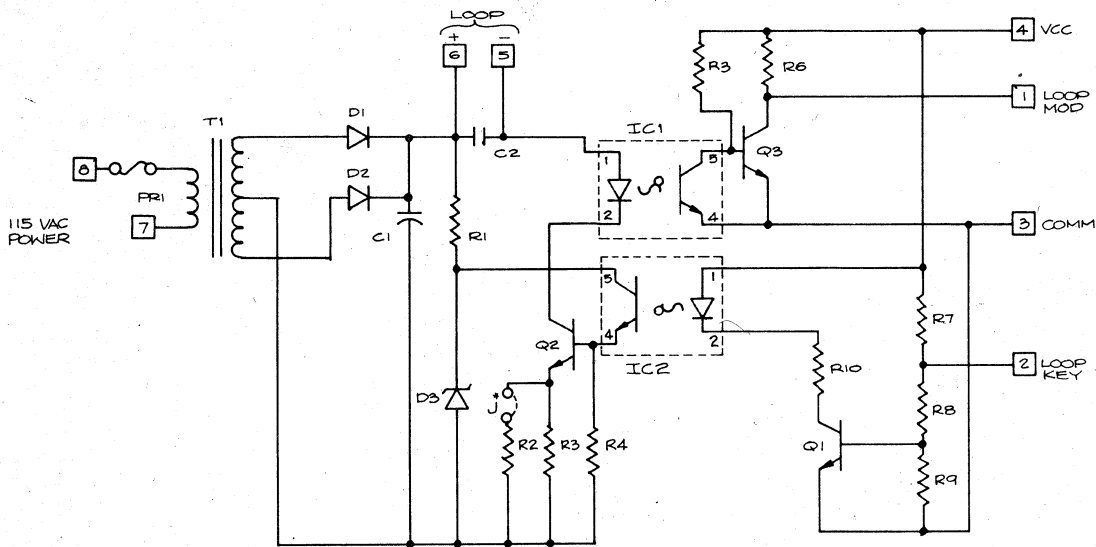 LOOP
+ -
6 5
4 VCC
R3 R6
1 LOOP
MOD
T1
D1
IC1
C2
1 5
Q3
8
D2
2 4
PRI
7
115 VAC
POWER
C1
R1
3 COMM
5 1
R7
4 2
Q2
IC2
2 LOOP
KEY
R10
D3
J*
R8
R2 R3 R4
Q1
R9